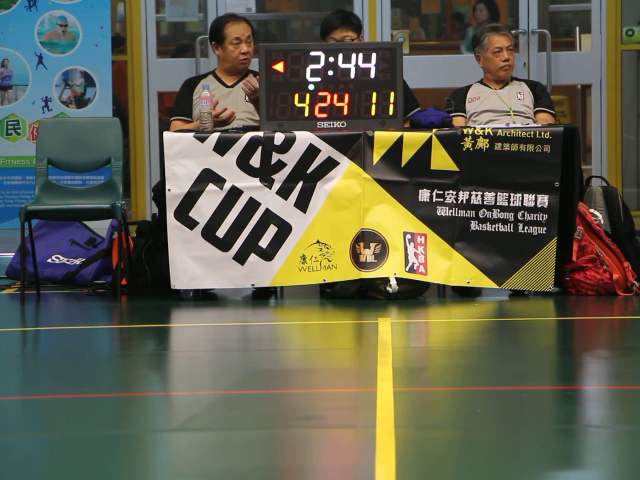 2:44
4 24 11
SEIKO
民
Fitness
W&K
CUP
W&K Architect Ltd.
黃鄺 建築師有限公司
康仁安邦慈善籃球聯賽
Wellman OnBong Charity
Basketball League
康仁
WELLMAN
WBL
HKBA